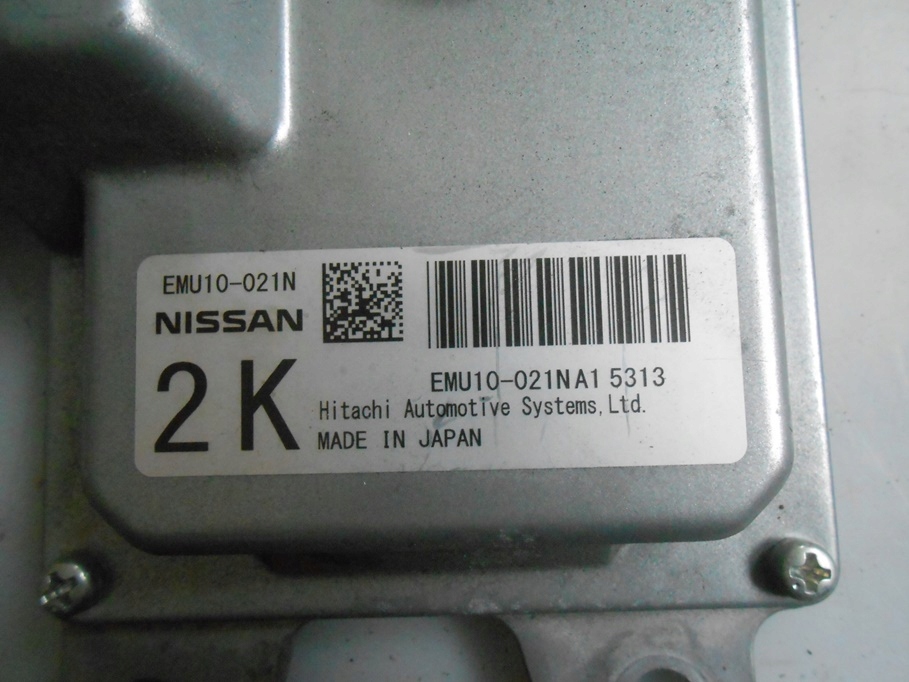 EMU10-021N
NISSAN
2K
EMU10-021NA1 5313
Hitachi Automotive Systems, Ltd.
MADE IN JAPAN